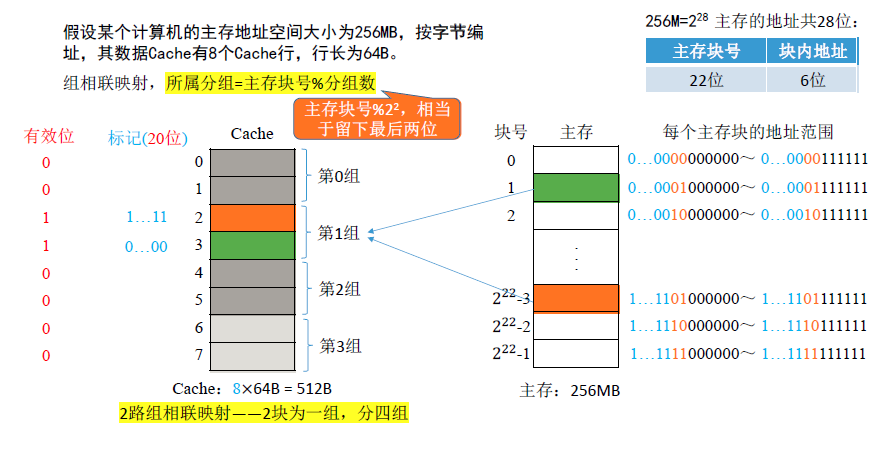 假设某个计算机的主存地址空间大小为256MB，按字节编
址，其数据Cache有8个Cache行，行长为64B。
组相联映射，所属分组=主存块号%分组数
256M=2²⁸ 主存的地址共28位：
主存块号 块内地址
22位 6位
主存块号%2²，相当
于留下最后两位
有效位 标记(20位) Cache 块号 主存 每个主存块的地址范围
0 0 第0组 0 0…0000000000～ 0…0000111111
0 1 1 0…0001000000～ 0…0001111111
1 1…11 2 第1组 2 0…0010000000～ 0…0010111111
1 0…00 3
0 4 第2组
0 5 2²²-3 1…1101000000～ 1…1101111111
0 6 第3组 2²²-2 1…1110000000～ 1…1110111111
0 7 2²²-1 1…1111000000～ 1…1111111111
Cache：8×64B = 512B 主存：256MB
2路组相联映射——2块为一组，分四组